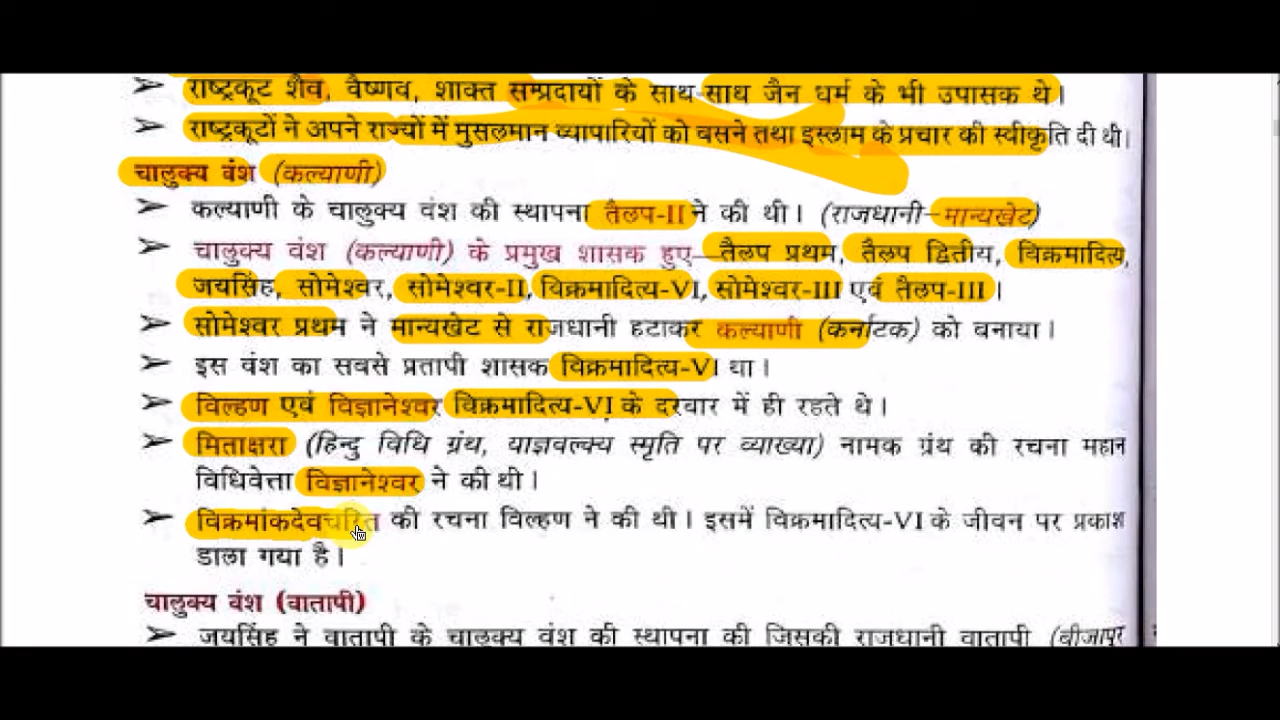 ➤ राष्ट्रकूट शैव, वैष्णव, शाक्त सम्प्रदायों के साथ-साथ जैन धर्म के भी उपासक थे।
➤ राष्ट्रकूटों ने अपने राज्यों में मुसलमान व्यापारियों को बसने तथा इस्लाम के प्रचार की स्वीकृति दी थी।
चालुक्य वंश (कल्याणी)
➤ कल्याणी के चालुक्य वंश की स्थापना तैलप-II ने की थी। (राजधानी–मान्यखेट)
➤ चालुक्य वंश (कल्याणी) के प्रमुख शासक हुए—तैलप प्रथम, तैलप द्वितीय, विक्रमादित्य,
जयसिंह, सोमेश्वर, सोमेश्वर-II, विक्रमादित्य-VI, सोमेश्वर-III एवं तैलप-III ।
➤ सोमेश्वर प्रथम ने मान्यखेट से राजधानी हटाकर कल्याणी (कर्नाटक) को बनाया।
➤ इस वंश का सबसे प्रतापी शासक विक्रमादित्य-VI था।
➤ विल्हण एवं विज्ञानेश्वर विक्रमादित्य-VI के दरबार में ही रहते थे।
➤ मिताक्षरा (हिन्दु विधि ग्रंथ, याज्ञवल्क्य स्मृति पर व्याख्या) नामक ग्रंथ की रचना महान
विधिवेत्ता विज्ञानेश्वर ने की थी।
➤ विक्रमांकदेवचरित की रचना विल्हण ने की थी। इसमें विक्रमादित्य-VI के जीवन पर प्रकाश
डाला गया है।
चालुक्य वंश (वातापी)
➤ जयसिंह ने वातापी के चालुक्य वंश की स्थापना की जिसकी राजधानी वातापी (बीजापुर